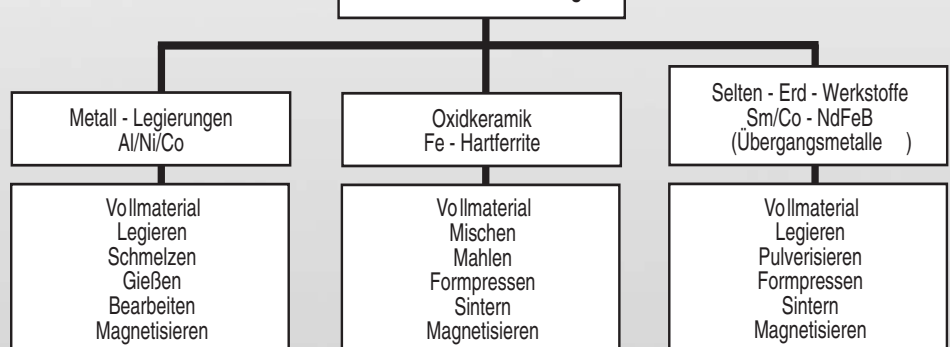 Metall - Legierungen
Al/Ni/Co
Oxidkeramik
Fe - Hartferrite
Selten - Erd - Werkstoffe
Sm/Co - NdFeB
(Übergangsmetalle )
Vollmaterial
Legieren
Schmelzen
Gießen
Bearbeiten
Magnetisieren
Vollmaterial
Mischen
Mahlen
Formpressen
Sintern
Magnetisieren
Vollmaterial
Legieren
Pulverisieren
Formpressen
Sintern
Magnetisieren